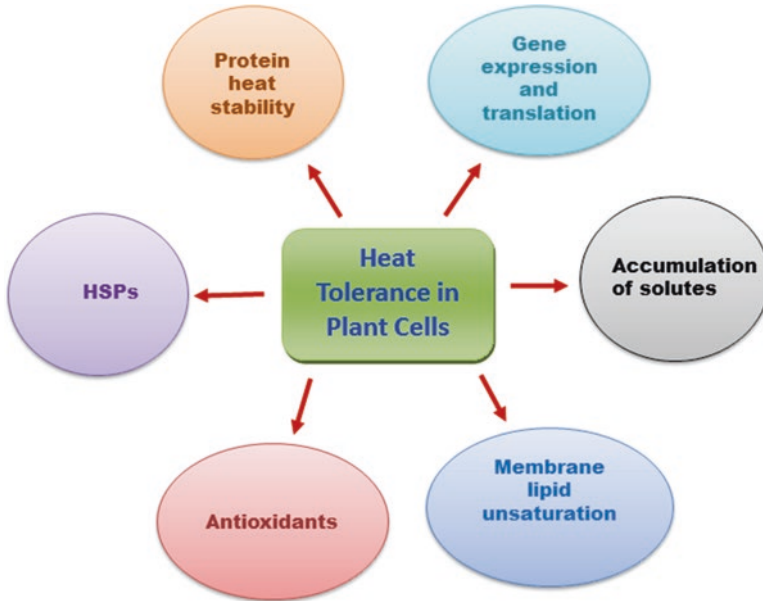 Protein
heat
stability
Gene
expression
and
translation
HSPs
Heat
Tolerance in
Plant Cells
Accumulation
of solutes
Antioxidants
Membrane
lipid
unsaturation